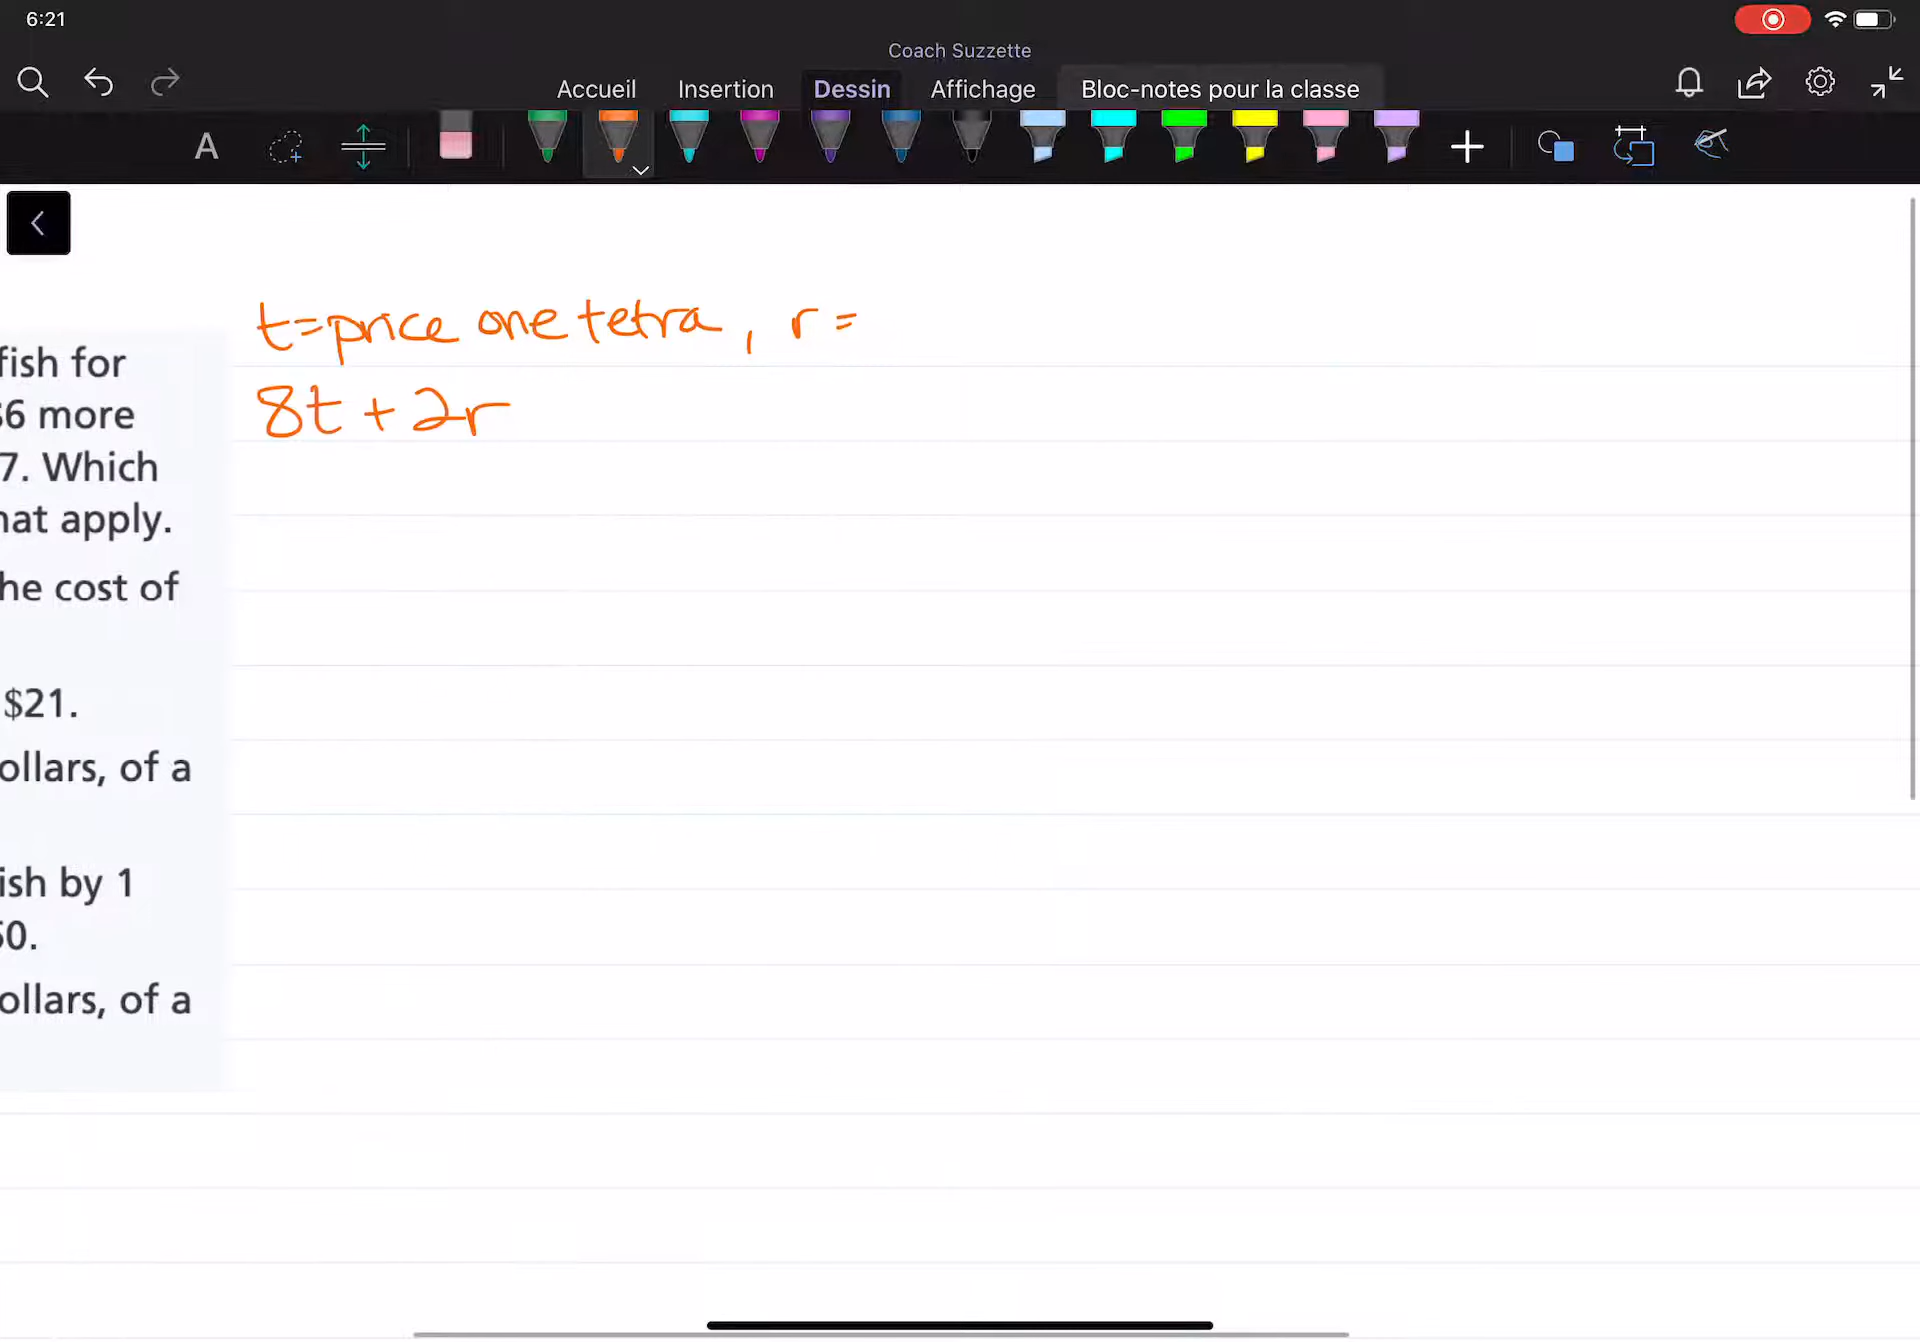 6:21
Coach Suzzette
Accueil Insertion Dessin Affichage Bloc-notes pour la classe
A
t=price one tetra, r=
8t + 2r
fish for
$6 more
7. Which
hat apply.
he cost of
$21.
ollars, of a
ish by 1
50.
ollars, of a